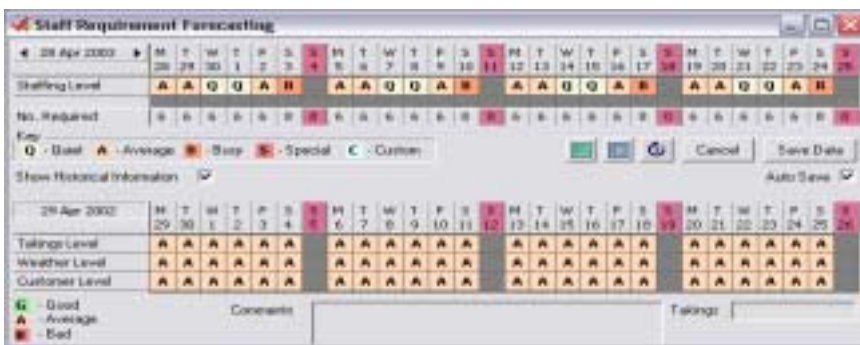 Staff Requirement Forecasting
28 Apr 2003 M T W T F S S M T W T F S S M T W T F S S M T W T F S S
28 29 30 1 2 3 4 5 6 7 8 9 10 11 12 13 14 15 16 17 18 19 20 21 22 23 24 25
Staffing Level A A Q Q A B A A Q Q A B A A Q Q A B A A Q Q A B
No. Required
Key
Q - Quiet A - Average B - Busy S - Special C - Custom Cancel Save Data
Show Historical Information Auto Save
29 Apr 2002 M T W T F S S M T W T F S S M T W T F S S M T W T F S S
29 30 1 2 3 4 5 6 7 8 9 10 11 12 13 14 15 16 17 18 19 20 21 22 23 24 25 26
Takings Level A A A A A A A A A A A A A A A A A A A A A A A A
Weather Level A A A A A A A A A A A A A A A A A A A A A A A A
Customer Level A A A A A A A A A A A A A A A A A A A A A A A A
G - Good Comments Takings
A - Average
B - Bad